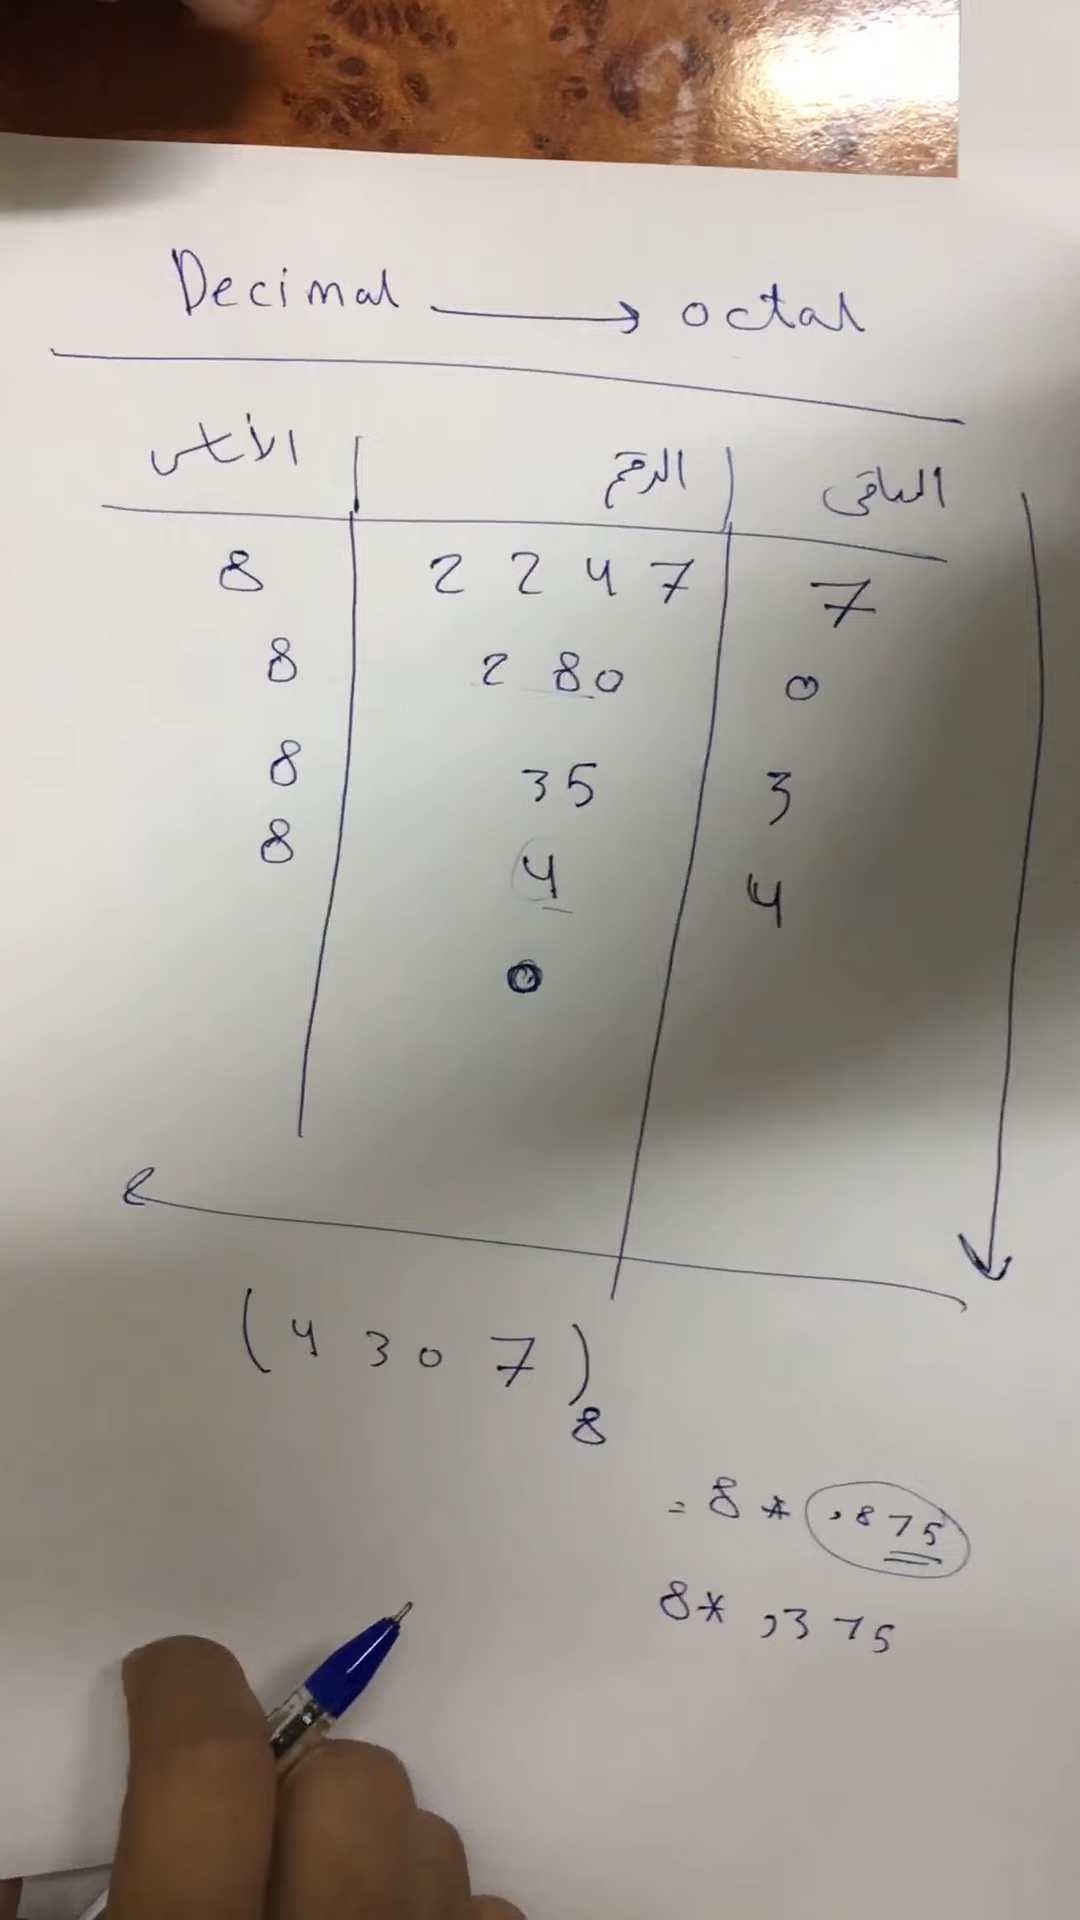 Decimal → octal
الأساس الرقم الباقى
8 2247 7
8 280 0
8 35 3
8 4 4
0
(4307)8
= 8 * ,875
8* ,375